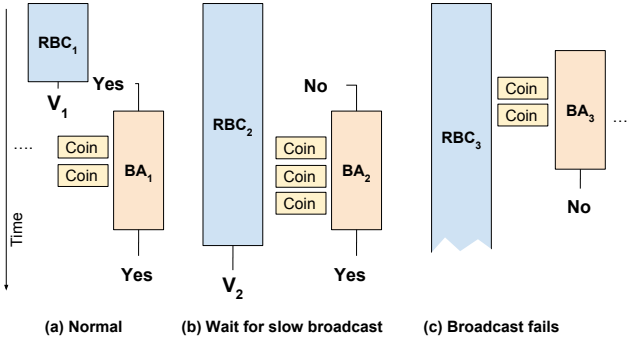 RBC1
Yes
V1
....
Coin
Coin
BA1
Yes
Time
(a) Normal
RBC2
No
Coin
Coin
Coin
BA2
V2
Yes
(b) Wait for slow broadcast
RBC3
Coin
Coin
BA3
...
No
(c) Broadcast fails